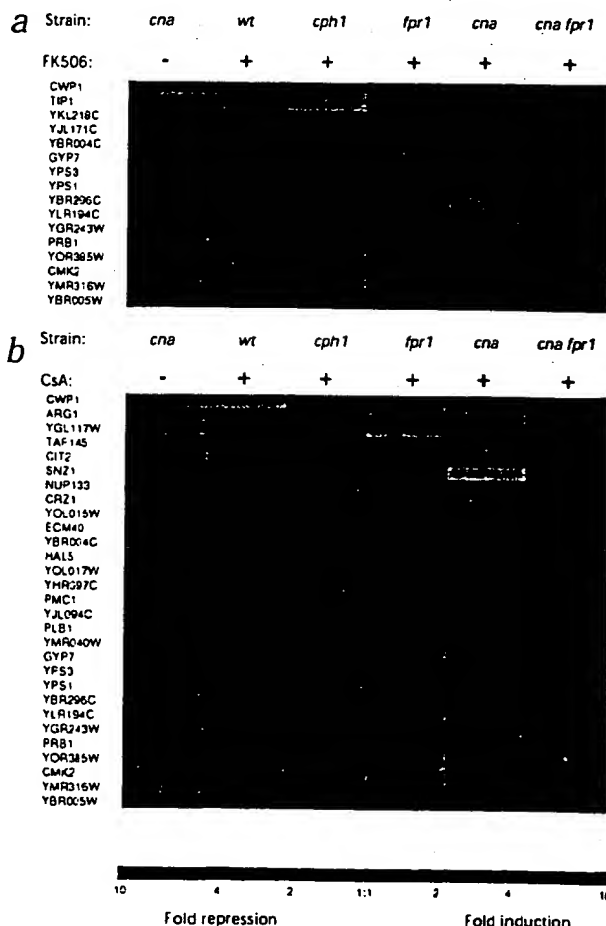 a Strain: cna wt cph1 fpr1 cna cna fpr1
FK506: - + + + + +
CWP1
TIP1
YKL218C
YJL171C
YBR004C
GYP7
YPS3
YPS1
YBR296C
YLR194C
YGR243W
PRB1
YOR385W
CMK2
YMR316W
YBR005W
b Strain: cna wt cph1 fpr1 cna cna fpr1
CsA: - + + + + +
CWP1
ARG1
YGL117W
TAF145
CIT2
SNZ1
NUP133
CRZ1
YOL015W
ECM40
YBR004C
HAL5
YOL017W
YHR097C
PMC1
YJL094C
PLB1
YMR040W
GYP7
YPS3
YPS1
YBR296C
YLR194C
YGR243W
PRB1
YOR385W
CMK2
YMR316W
YBR005W
10 4 2 1:1 2 4
Fold repression Fold induction